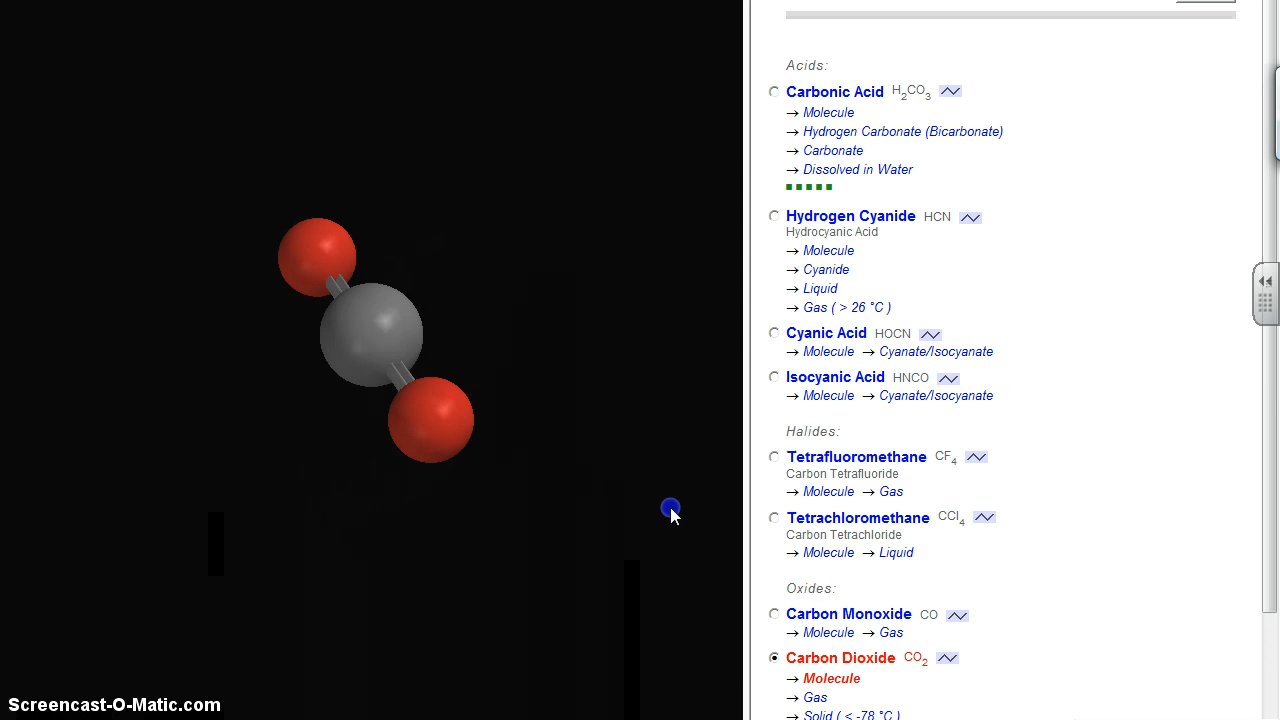 Acids:
Carbonic Acid H2CO3
→ Molecule
→ Hydrogen Carbonate (Bicarbonate)
→ Carbonate
→ Dissolved in Water
Hydrogen Cyanide HCN
Hydrocyanic Acid
→ Molecule
→ Cyanide
→ Liquid
→ Gas ( > 26 °C )
Cyanic Acid HOCN
→ Molecule → Cyanate/Isocyanate
Isocyanic Acid HNCO
→ Molecule → Cyanate/Isocyanate
Halides:
Tetrafluoromethane CF4
Carbon Tetrafluoride
→ Molecule → Gas
Tetrachloromethane CCl4
Carbon Tetrachloride
→ Molecule → Liquid
Oxides:
Carbon Monoxide CO
→ Molecule → Gas
Carbon Dioxide CO2
→ Molecule
→ Gas
→ Solid ( < -78 °C )
Screencast-O-Matic.com